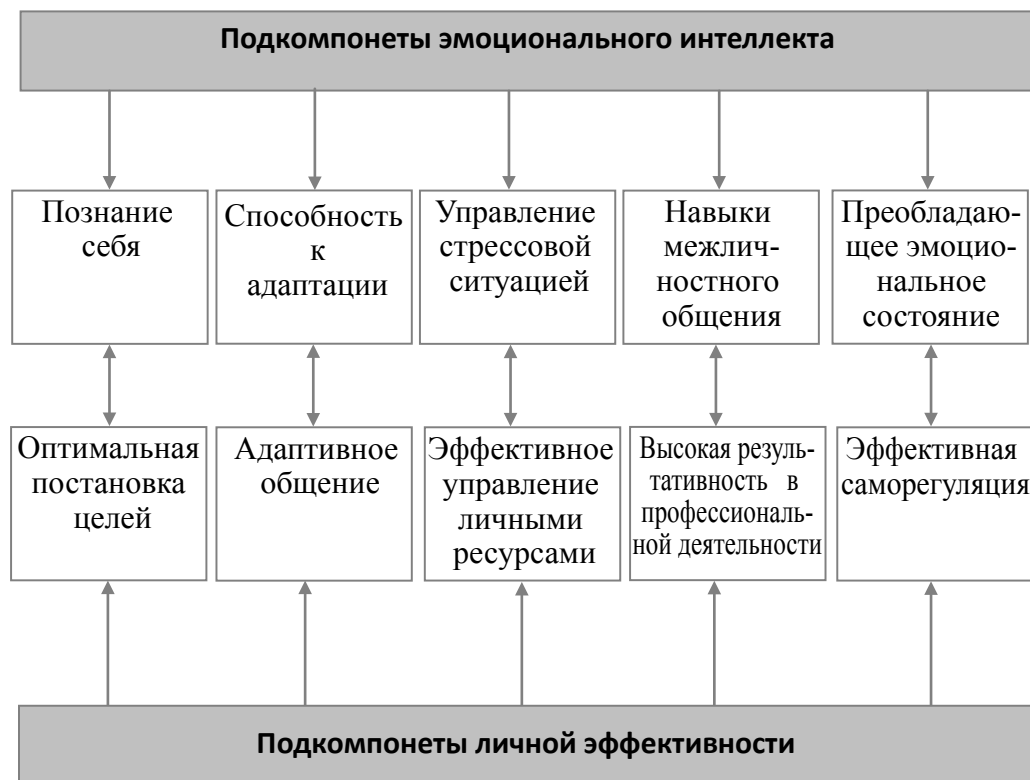 Подкомпонеты эмоционального интеллекта
Познание
себя
Способность
к
адаптации
Управление
стрессовой
ситуацией
Навыки
межлич-
ностного
общения
Преобладаю-
щее эмоцио-
нальное
состояние
Оптимальная
постановка
целей
Адаптивное
общение
Эффективное
управление
личными
ресурсами
Высокая резуль-
тативность в
профессиональ-
ной деятельности
Эффективная
саморегуляция
Подкомпонеты личной эффективности